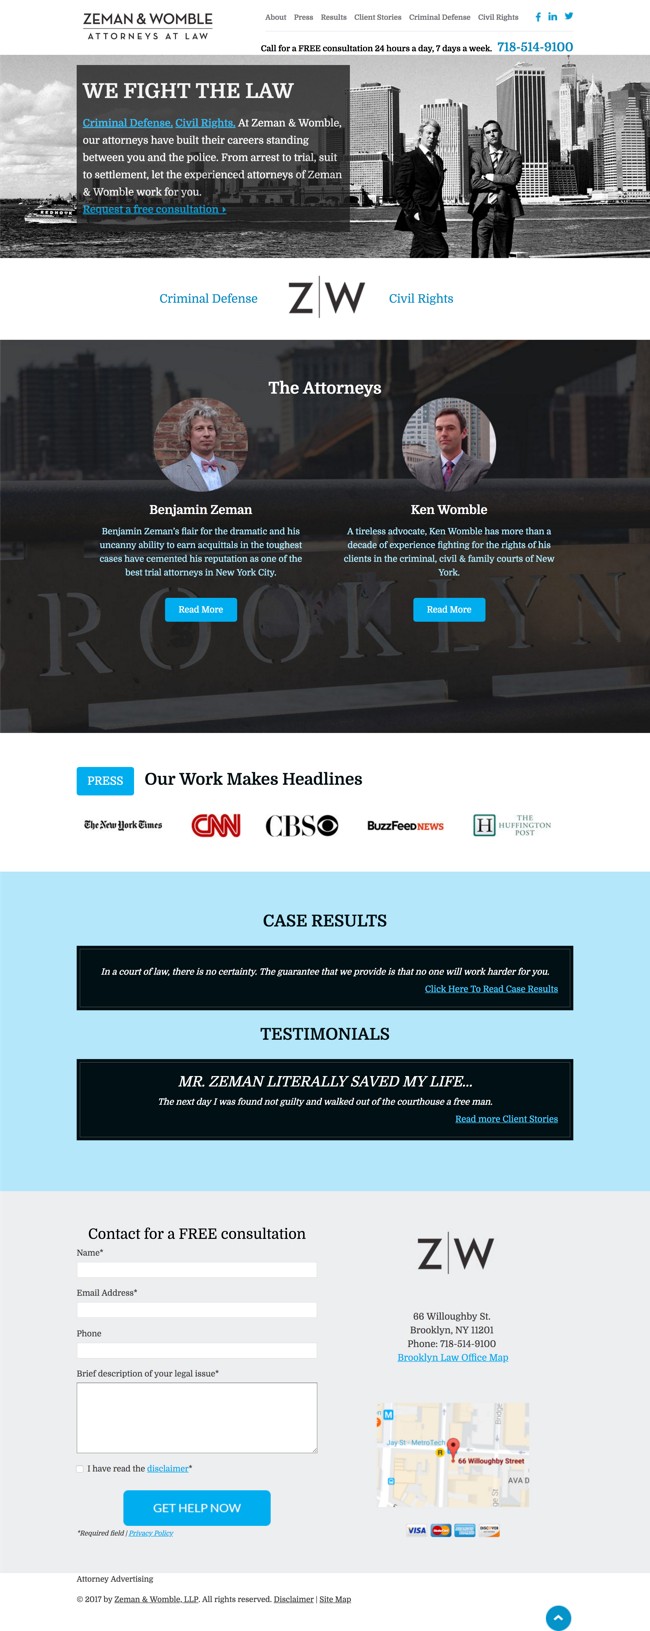 ZEMAN & WOMBLE
ATTORNEYS AT LAW
About Press Results Client Stories Criminal Defense Civil Rights
Call for a FREE consultation 24 hours a day, 7 days a week. 718-514-9100
WE FIGHT THE LAW
Criminal Defense. Civil Rights. At Zeman & Womble,
our attorneys have built their careers standing
between you and the police. From arrest to trial, suit
to settlement, let the experienced attorneys of Zeman
& Womble work for you.
Request a free consultation
Criminal Defense Z|W Civil Rights
The Attorneys
Benjamin Zeman
Benjamin Zeman's flair for the dramatic and his
uncanny ability to earn acquittals in the toughest
cases have cemented his reputation as one of the
best trial attorneys in New York City.
Read More
Ken Womble
A tireless advocate, Ken Womble has more than a
decade of experience fighting for the rights of his
clients in the criminal, civil & family courts of New
York.
Read More
BROOKLYN
PRESS Our Work Makes Headlines
The New York Times CNN CBS BuzzFeed NEWS H THE
HUFFINGTON
POST
CASE RESULTS
In a court of law, there is no certainty. The guarantee that we provide is that no one will work harder for you.
Click Here To Read Case Results
TESTIMONIALS
MR. ZEMAN LITERALLY SAVED MY LIFE...
The next day I was found not guilty and walked out of the courthouse a free man.
Read more Client Stories
Contact for a FREE consultation
Name*
Email Address*
Phone
Brief description of your legal issue*
I have read the disclaimer*
GET HELP NOW
*Required field | Privacy Policy
Z|W
66 Willoughby St.
Brooklyn, NY 11201
Phone: 718-514-9100
Brooklyn Law Office Map
Jay St - MetroTech
66 Willoughby Street
Bridge
AVA D
VISA MasterCard DISCOVER
Attorney Advertising
© 2017 by Zeman & Womble, LLP. All rights reserved. Disclaimer | Site Map